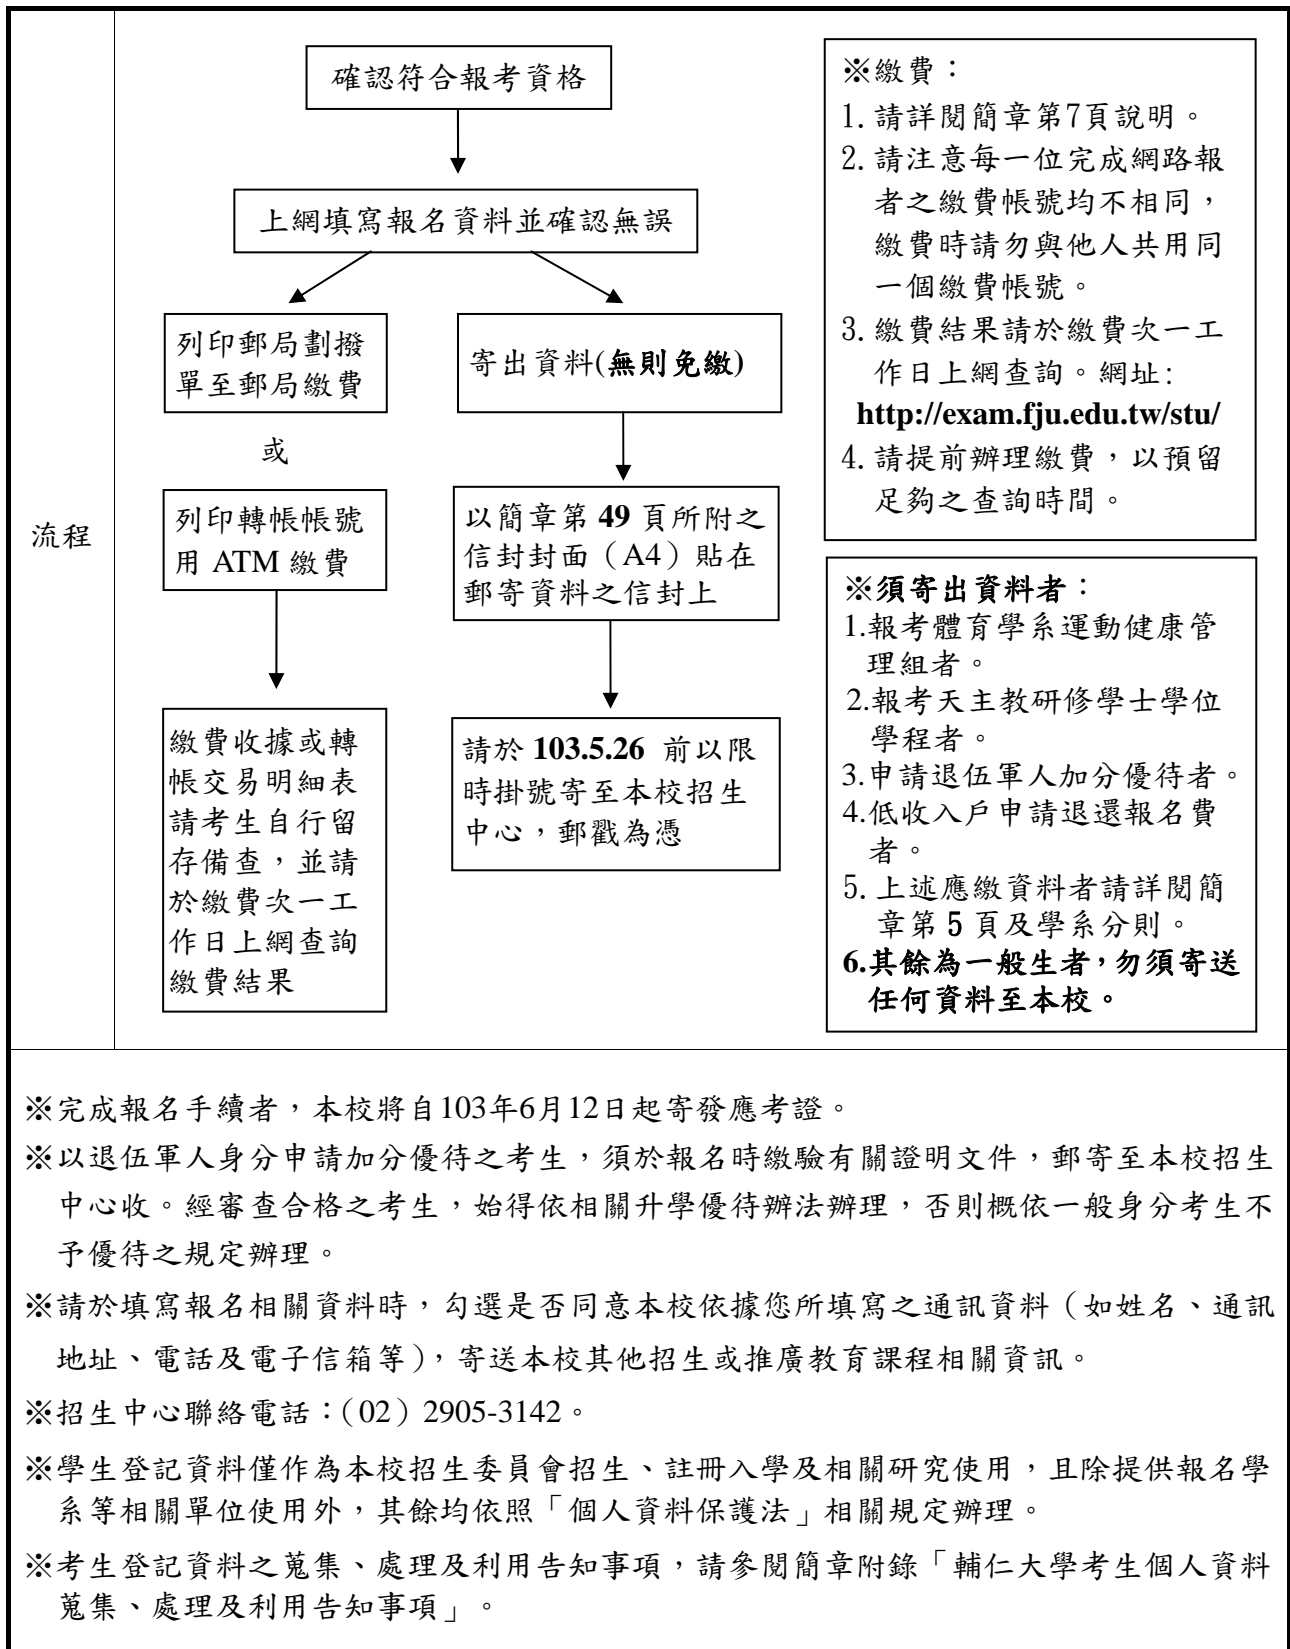 流程
確認符合報考資格
上網填寫報名資料並確認無誤
列印郵局劃撥
單至郵局繳費
或
列印轉帳帳號
用 ATM 繳費
繳費收據或轉
帳交易明細表
請考生自行留
存備查，並請
於繳費次一工
作日上網查詢
繳費結果
寄出資料(無則免繳)
以簡章第 49 頁所附之
信封封面（A4）貼在
郵寄資料之信封上
請於 103.5.26 前以限
時掛號寄至本校招生
中心，郵戳為憑
※繳費：
1. 請詳閱簡章第7頁說明。
2. 請注意每一位完成網路報
者之繳費帳號均不相同，
繳費時請勿與他人共用同
一個繳費帳號。
3. 繳費結果請於繳費次一工
作日上網查詢。網址:
http://exam.fju.edu.tw/stu/
4. 請提前辦理繳費，以預留
足夠之查詢時間。
※須寄出資料者：
1.報考體育學系運動健康管
理組者。
2.報考天主教研修學士學位
學程者。
3.申請退伍軍人加分優待者。
4.低收入戶申請退還報名費
者。
5. 上述應繳資料者請詳閱簡
章第 5 頁及學系分則。
6.其餘為一般生者，勿須寄送
任何資料至本校。
※完成報名手續者，本校將自103年6月12日起寄發應考證。
※以退伍軍人身分申請加分優待之考生，須於報名時繳驗有關證明文件，郵寄至本校招生
中心收。經審查合格之考生，始得依相關升學優待辦法辦理，否則概依一般身分考生不
予優待之規定辦理。
※請於填寫報名相關資料時，勾選是否同意本校依據您所填寫之通訊資料（如姓名、通訊
地址、電話及電子信箱等），寄送本校其他招生或推廣教育課程相關資訊。
※招生中心聯絡電話：（02）2905-3142。
※學生登記資料僅作為本校招生委員會招生、註冊入學及相關研究使用，且除提供報名學
系等相關單位使用外，其餘均依照「個人資料保護法」相關規定辦理。
※考生登記資料之蒐集、處理及利用告知事項，請參閱簡章附錄「輔仁大學考生個人資料
蒐集、處理及利用告知事項」。